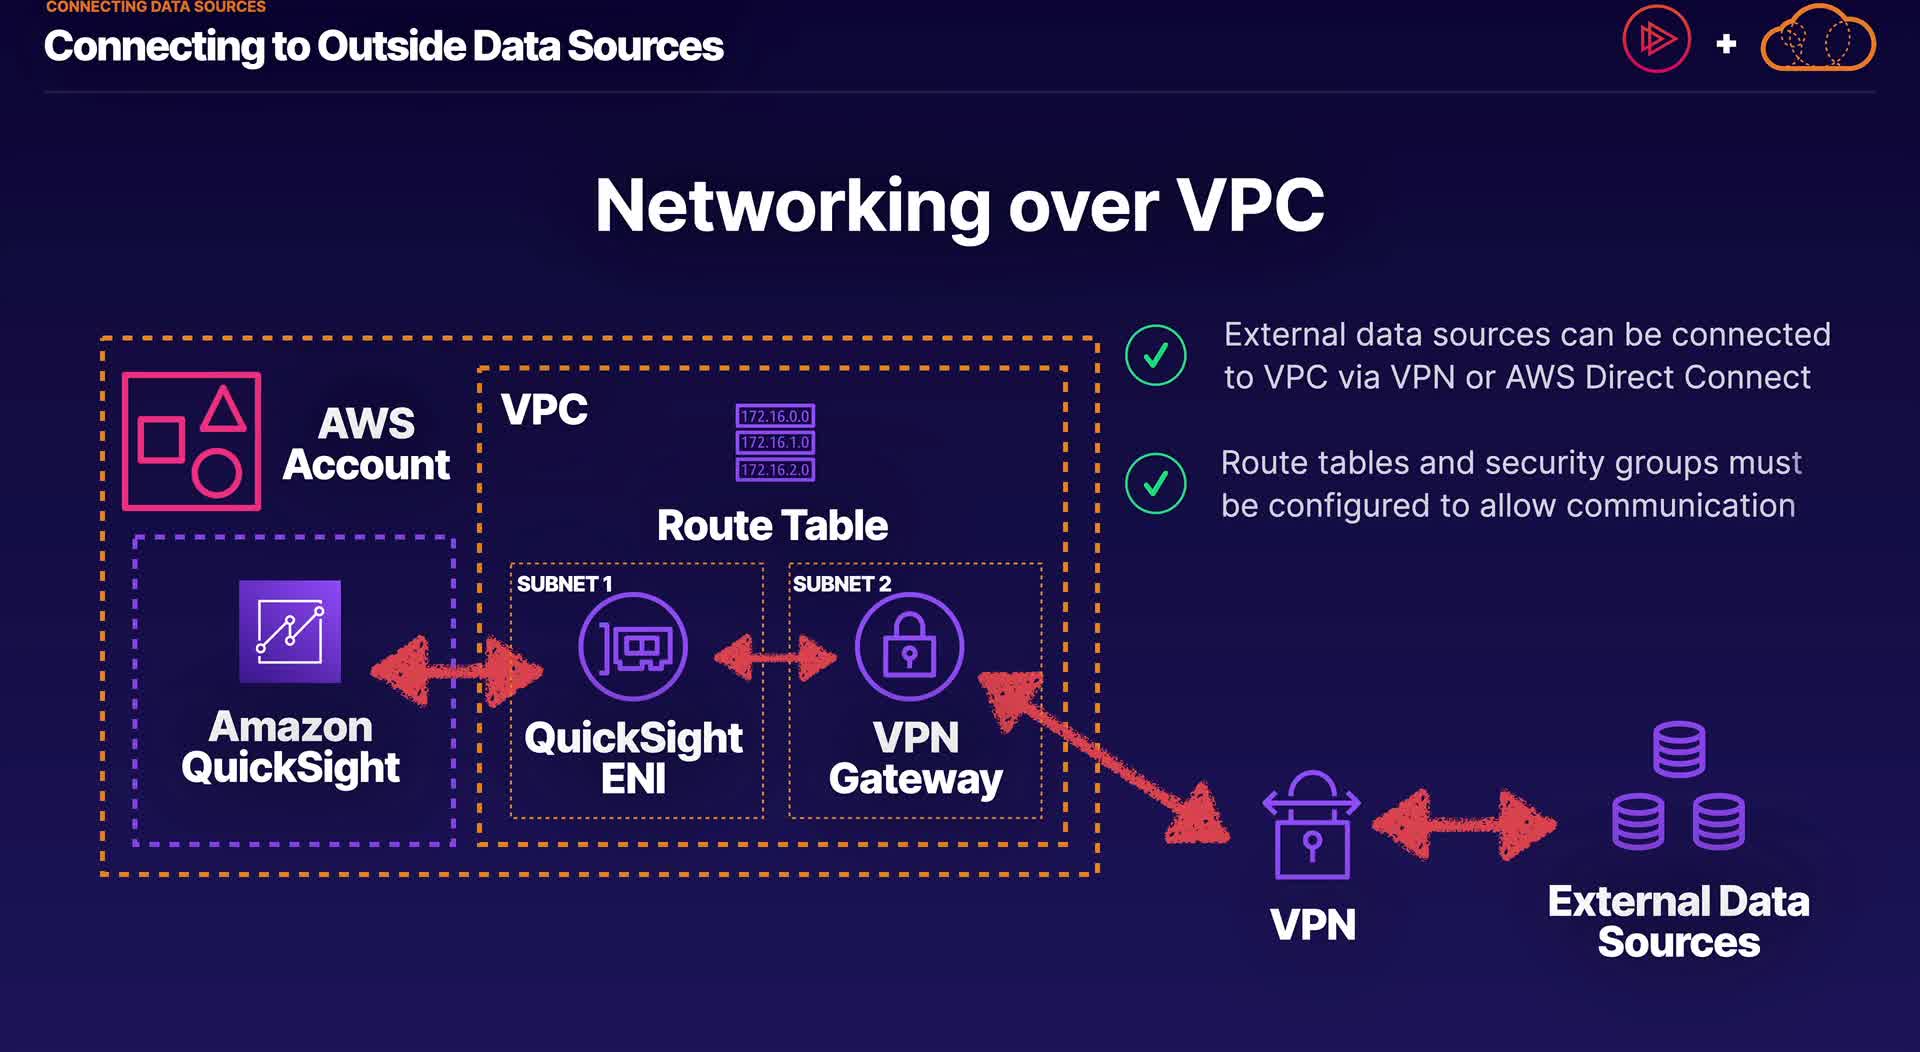 CONNECTING DATA SOURCES
Connecting to Outside Data Sources
+
Networking over VPC
External data sources can be connected
to VPC via VPN or AWS Direct Connect
Route tables and security groups must
be configured to allow communication
AWS
Account
VPC
172.16.0.0
172.16.1.0
172.16.2.0
Route Table
SUBNET 1
SUBNET 2
Amazon
QuickSight
QuickSight
ENI
VPN
Gateway
VPN
External Data
Sources